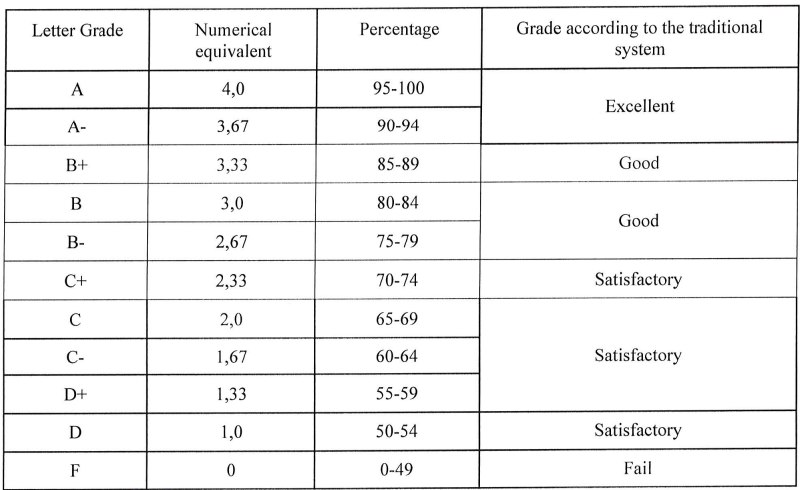 Letter Grade Numerical equivalent Percentage Grade according to the traditional system
A 4,0 95-100 Excellent
A- 3,67 90-94
B+ 3,33 85-89 Good
B 3,0 80-84 Good
B- 2,67 75-79
C+ 2,33 70-74 Satisfactory
C 2,0 65-69 Satisfactory
C- 1,67 60-64
D+ 1,33 55-59
D 1,0 50-54 Satisfactory
F 0 0-49 Fail